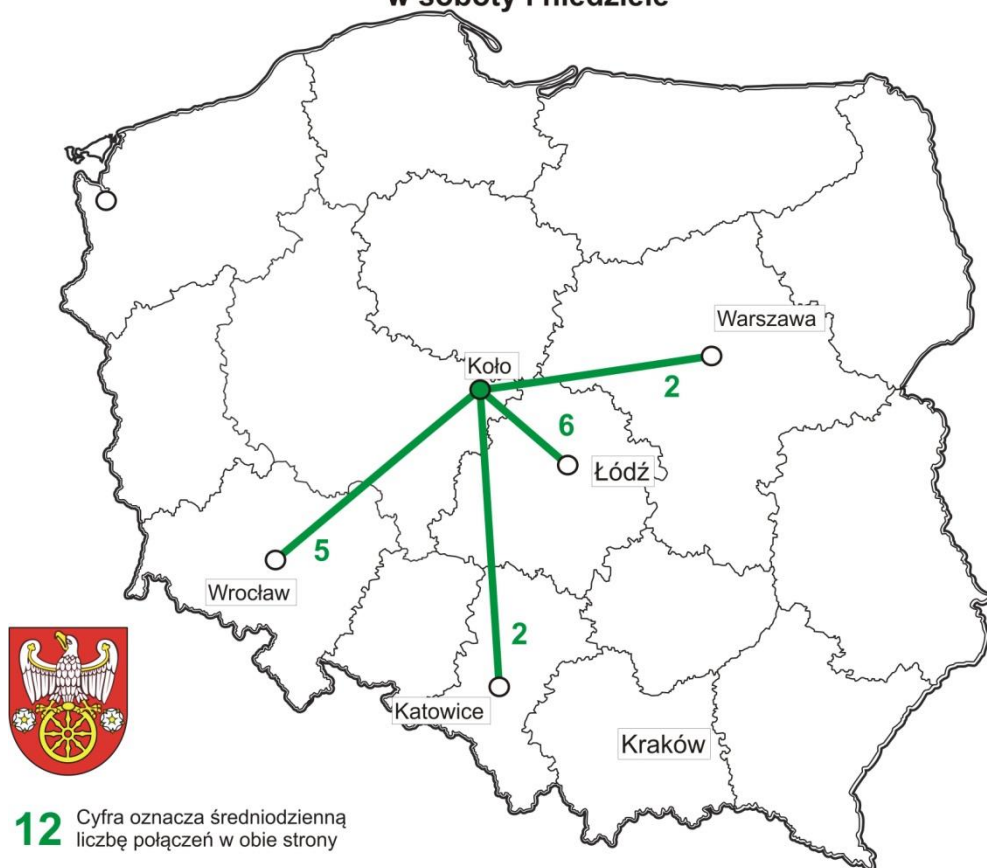 w soboty i niedziele
Warszawa
Koło
2
6
Łódź
5
Wrocław
2
Katowice
Kraków
12 Cyfra oznacza średniodzienną
liczbę połączeń w obie strony